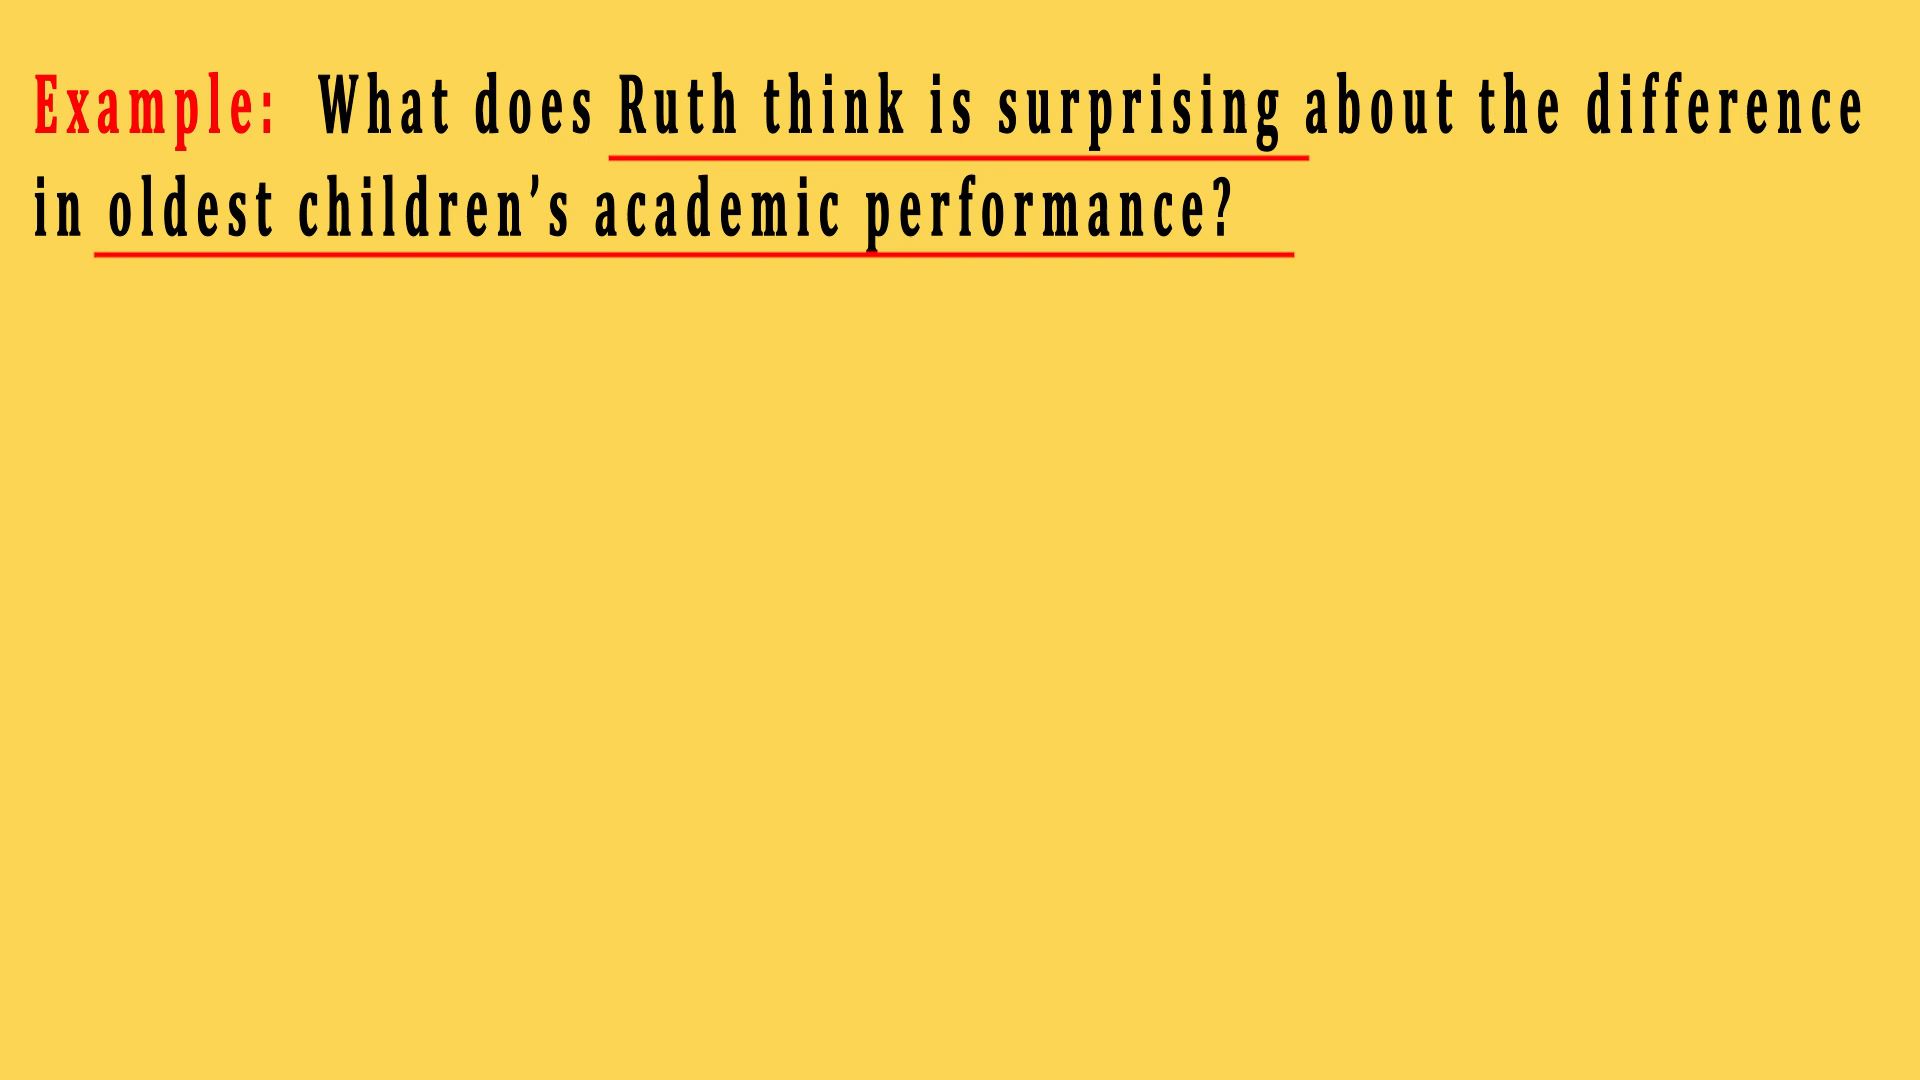 Example: What does Ruth think is surprising about the difference
in oldest children’s academic performance?